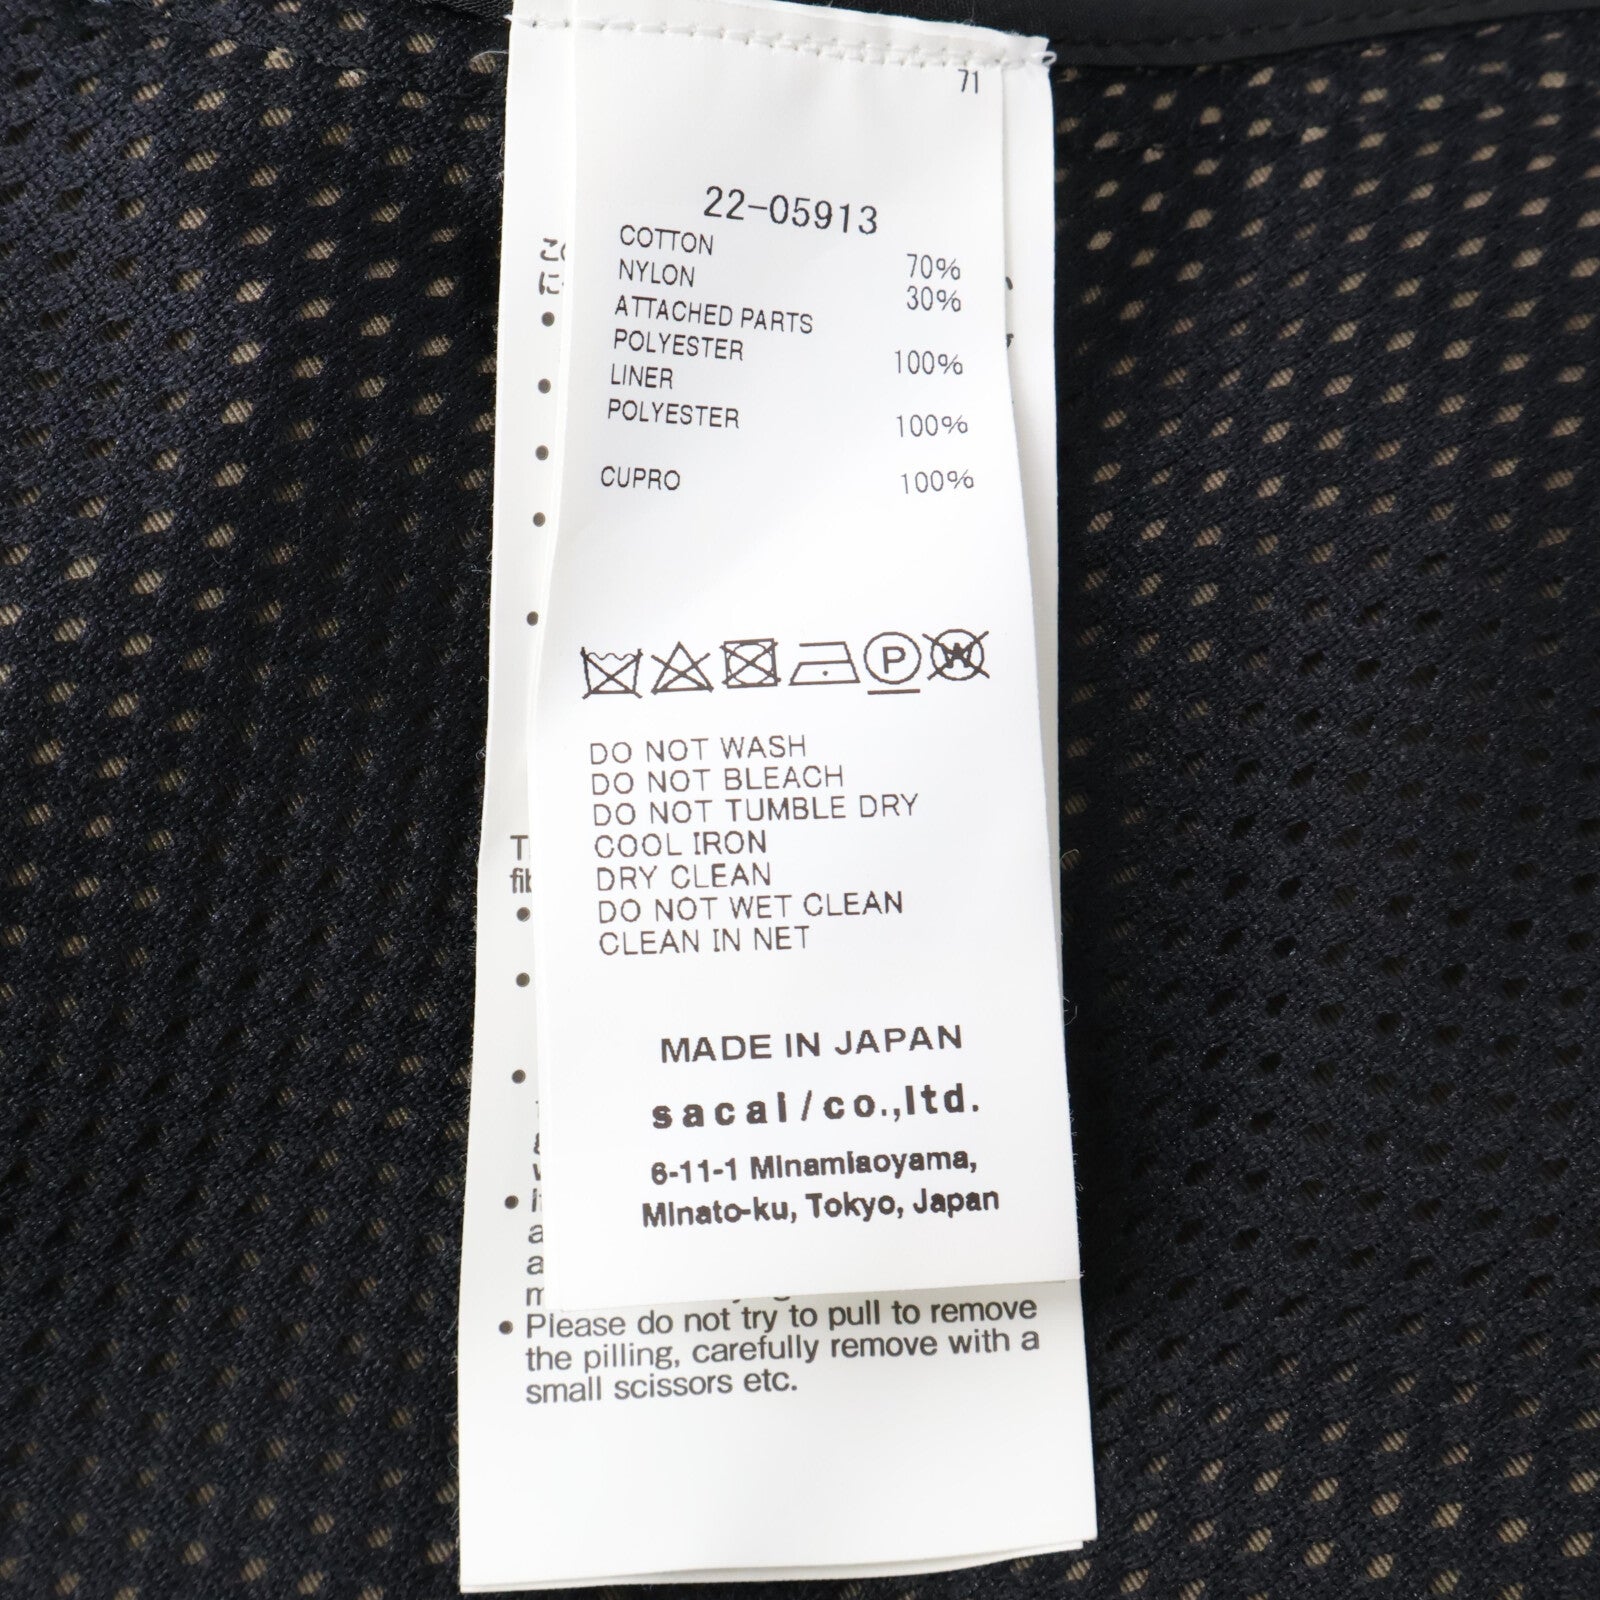 71
22-05913
COTTON 70%
NYLON 30%
ATTACHED PARTS
POLYESTER 100%
LINER
POLYESTER 100%
CUPRO 100%
P W
DO NOT WASH
DO NOT BLEACH
DO NOT TUMBLE DRY
COOL IRON
DRY CLEAN
DO NOT WET CLEAN
CLEAN IN NET
MADE IN JAPAN
sacai/co.,ltd.
6-11-1 Minamiaoyama,
Minato-ku, Tokyo, Japan
• Please do not try to pull to remove
the pilling, carefully remove with a
small scissors etc.